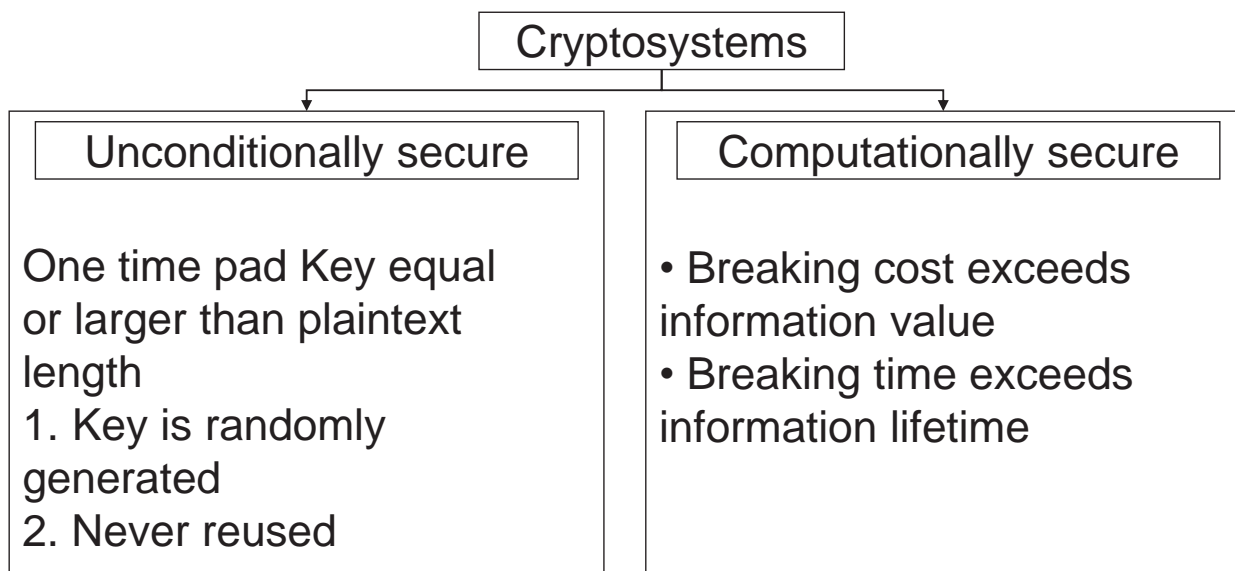 Cryptosystems
Unconditionally secure
One time pad Key equal
or larger than plaintext
length
1. Key is randomly
generated
2. Never reused
Computationally secure
• Breaking cost exceeds
information value
• Breaking time exceeds
information lifetime